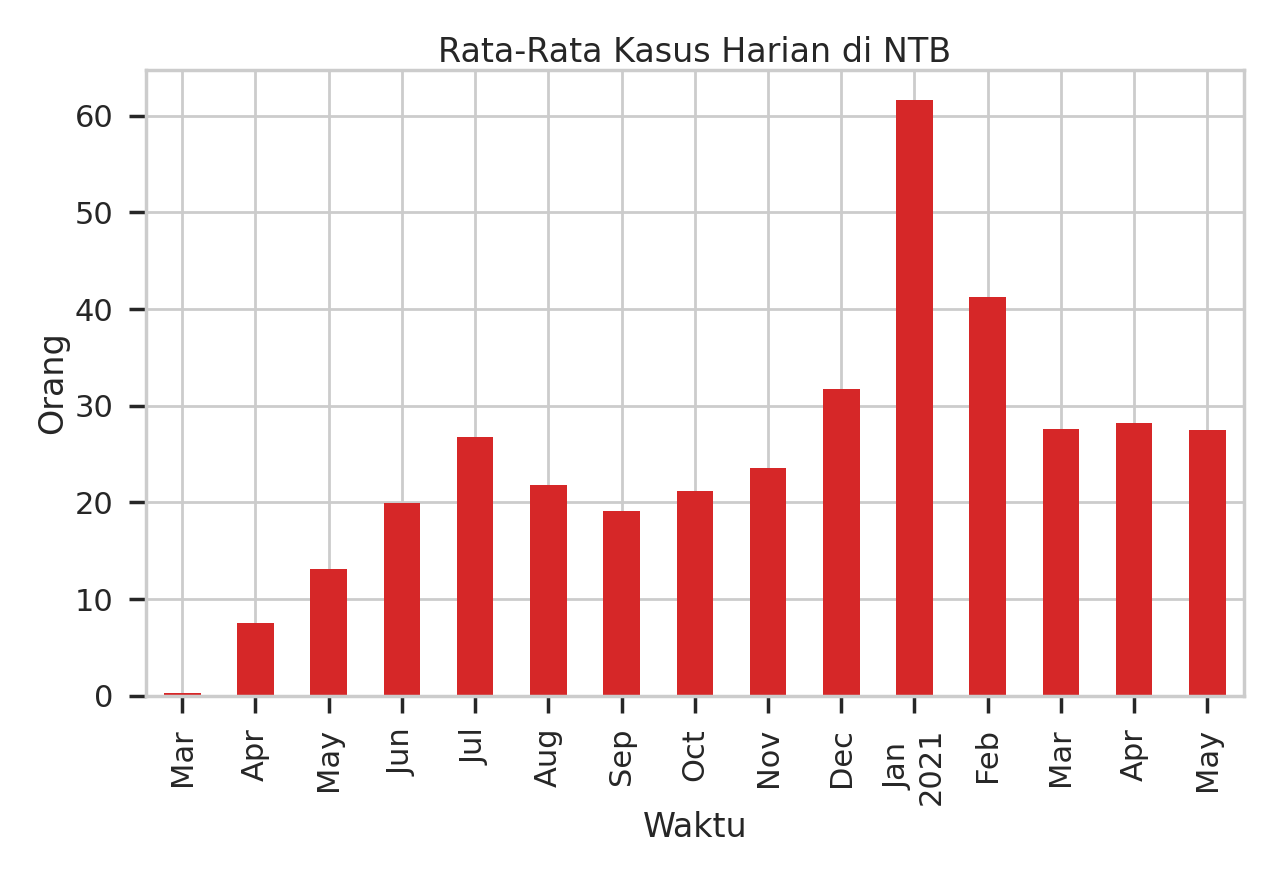 Rata-Rata Kasus Harian di NTB
60
50
40
30
20
10
0
Orang
Mar
Apr
May
Jun
Jul
Aug
Sep
Oct
Nov
Dec
Jan
2021
Feb
Mar
Apr
May
Waktu